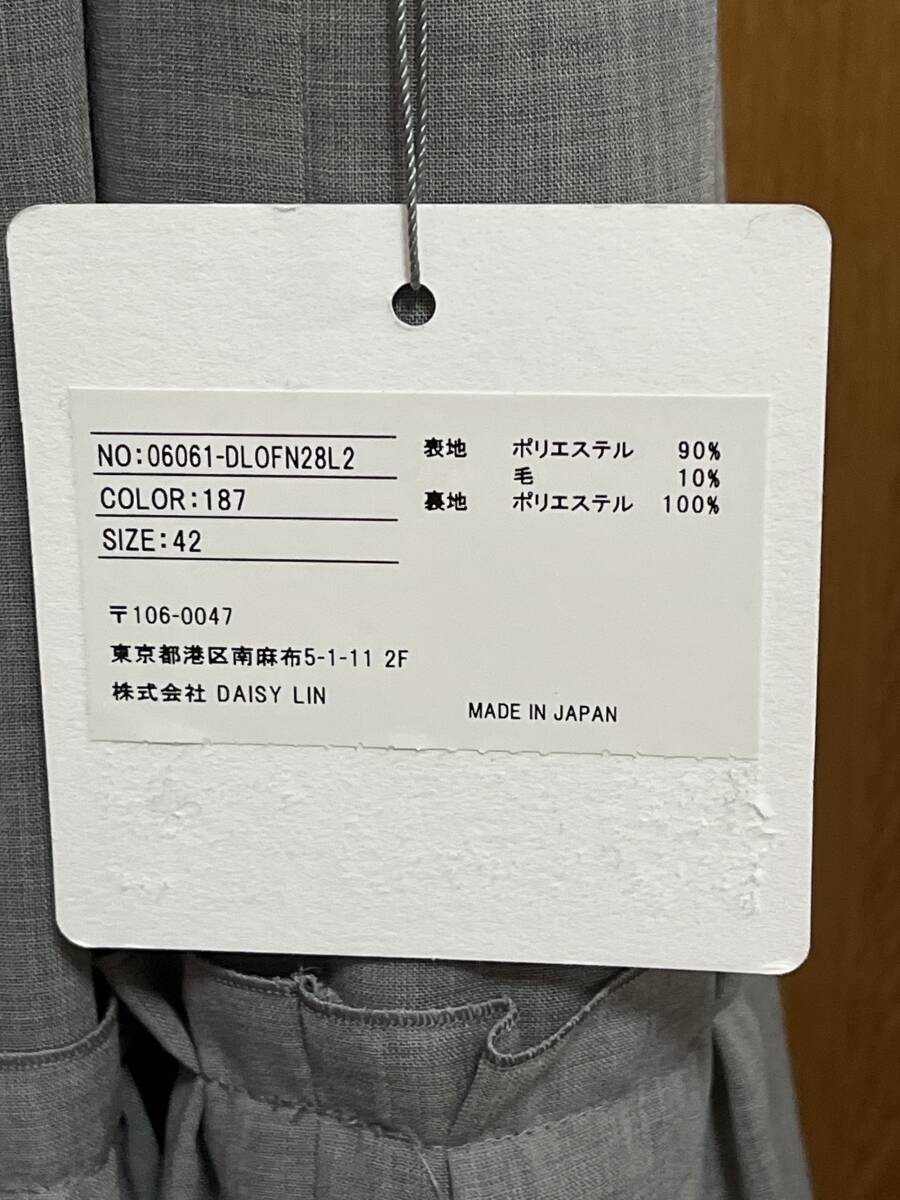 NO:06061-DLOFN28L2
COLOR:187
SIZE:42
表地 ポリエステル 90%
毛 10%
裏地 ポリエステル 100%
〒106-0047
東京都港区南麻布5-1-11 2F
株式会社 DAISY LIN
MADE IN JAPAN